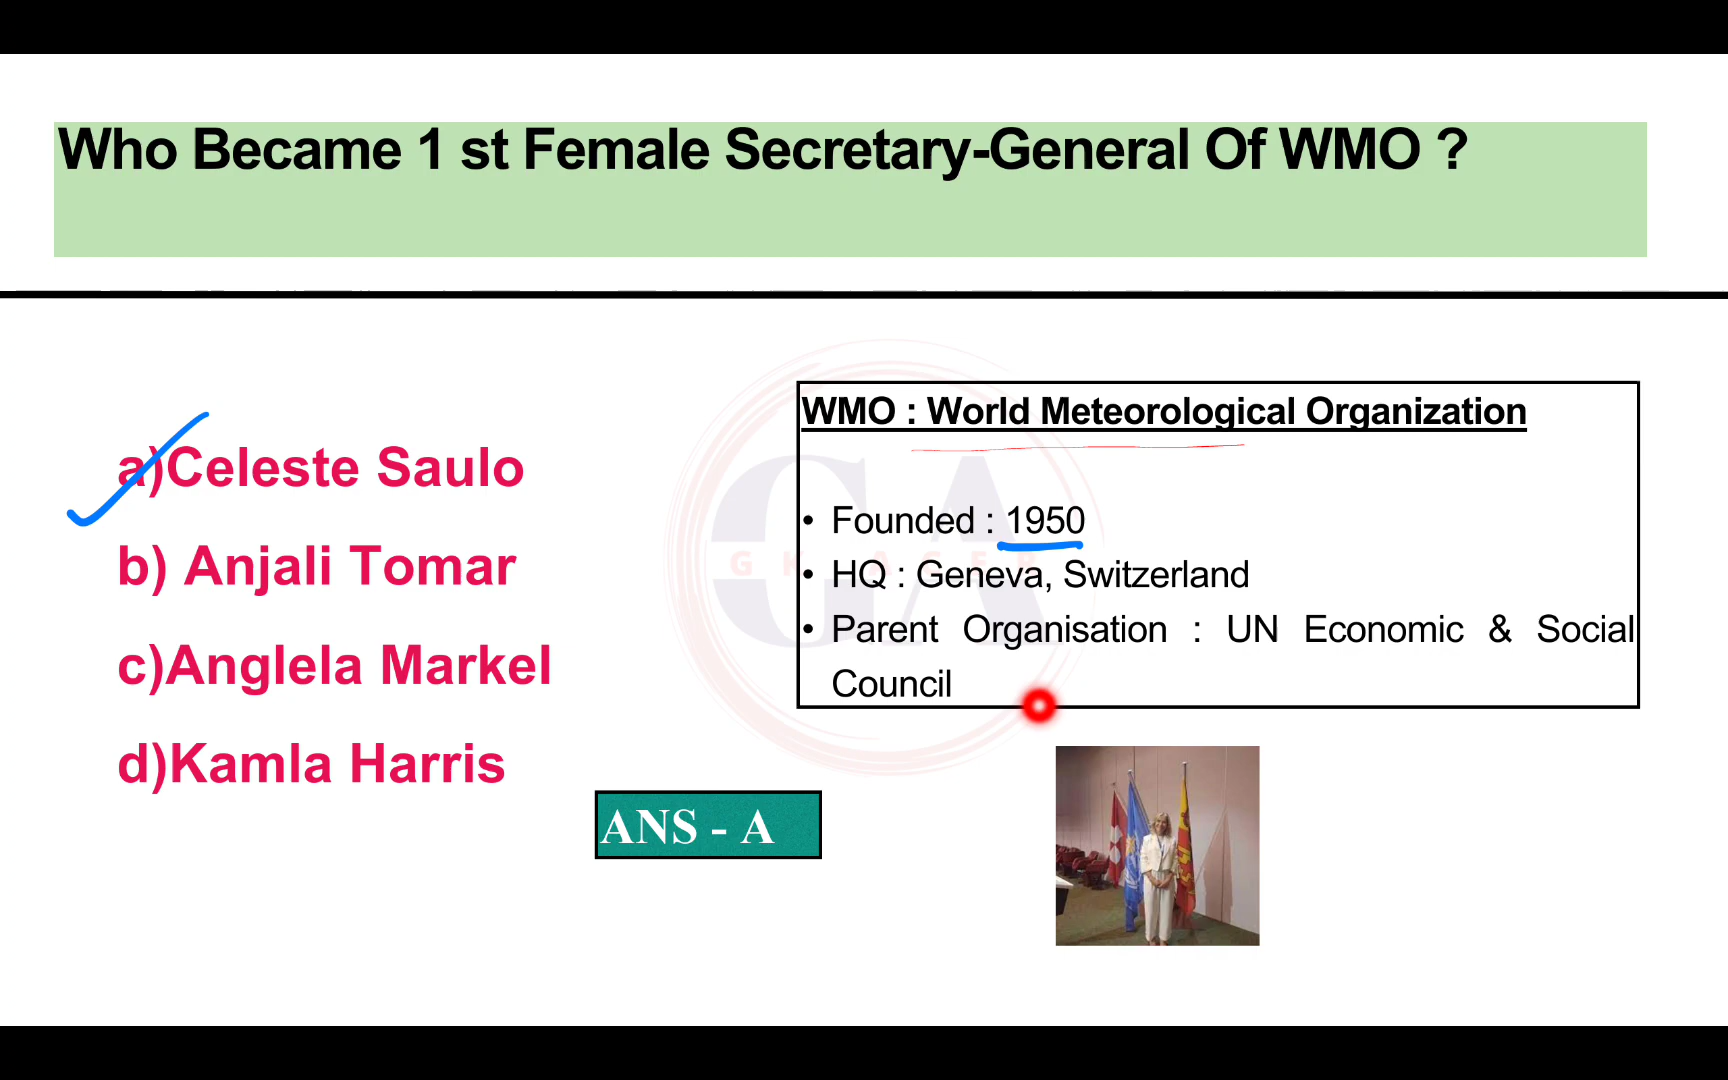 Who Became 1 st Female Secretary-General Of WMO ?
a)Celeste Saulo
b) Anjali Tomar
c)Anglela Markel
d)Kamla Harris
ANS - A
WMO : World Meteorological Organization
• Founded : 1950
• HQ : Geneva, Switzerland
• Parent Organisation : UN Economic & Social
Council
GA